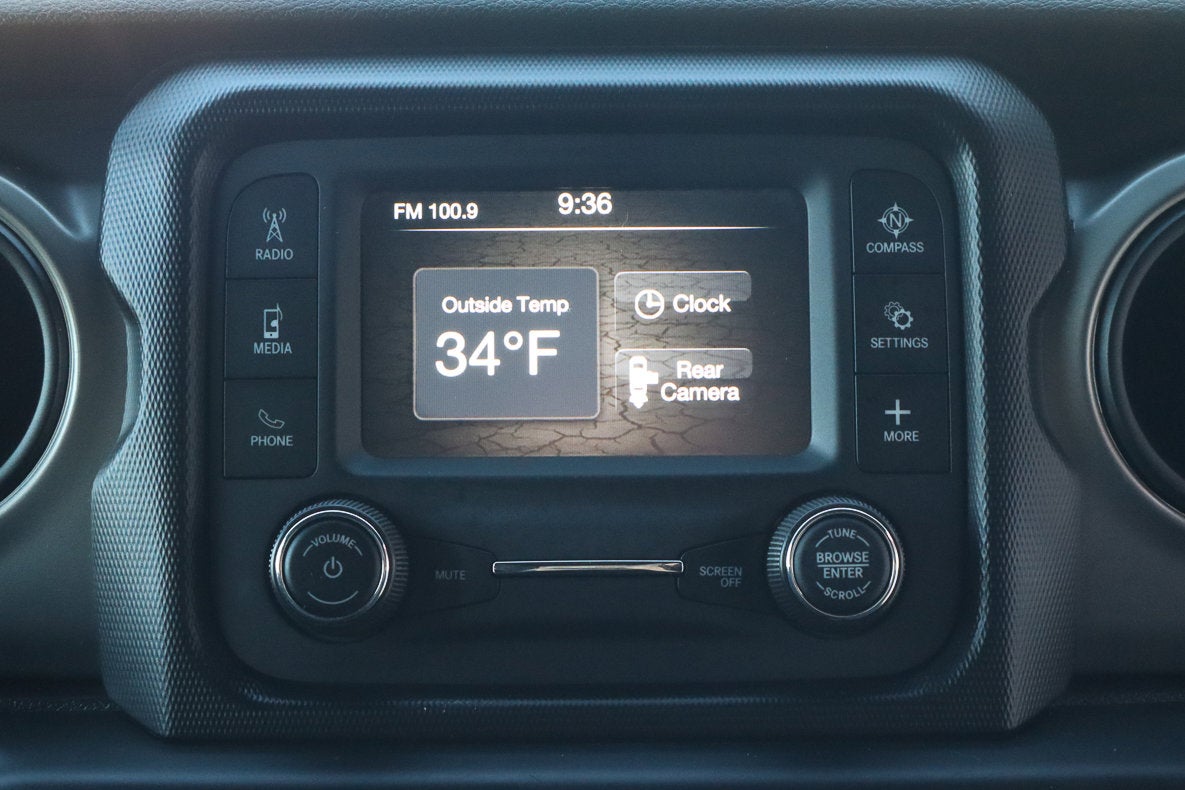 FM 100.9
9:36
Outside Temp
34°F
Clock
Rear
Camera
RADIO
MEDIA
PHONE
N
COMPASS
SETTINGS
MORE
VOLUME
MUTE
SCREEN
OFF
TUNE
BROWSE
ENTER
SCROLL